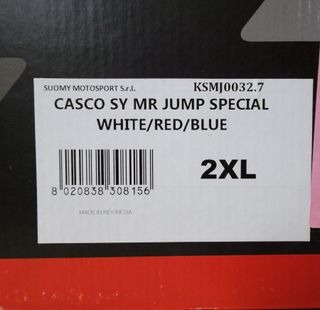 SUOMY MOTOSPORT S.r.l.
KSMJ0032.7
CASCO SY MR JUMP SPECIAL
WHITE/RED/BLUE
2XL
8 020838 308156
MADE IN INDONESIA